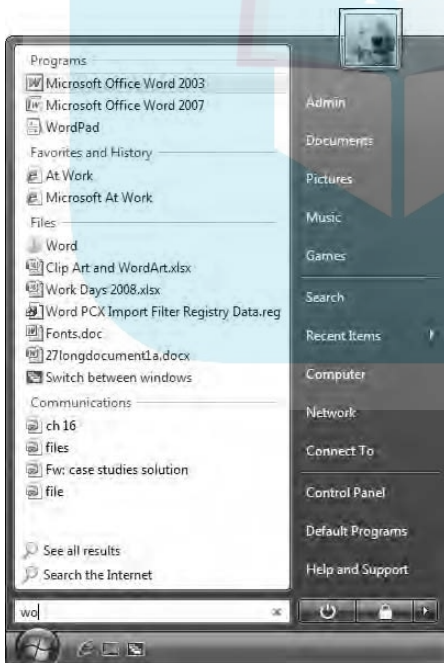 Programs
Microsoft Office Word 2003
Microsoft Office Word 2007
WordPad
Favorites and History
At Work
Microsoft At Work
Files
Word
Clip Art and WordArt.xlsx
Work Days 2008.xlsx
Word PCX Import Filter Registry Data.reg
Fonts.doc
27longdocument1a.docx
Switch between windows
Communications
ch 16
files
Fw: case studies solution
file
See all results
Search the Internet
wo
Admin
Documents
Pictures
Music
Games
Search
Recent Items
Computer
Network
Connect To
Control Panel
Default Programs
Help and Support